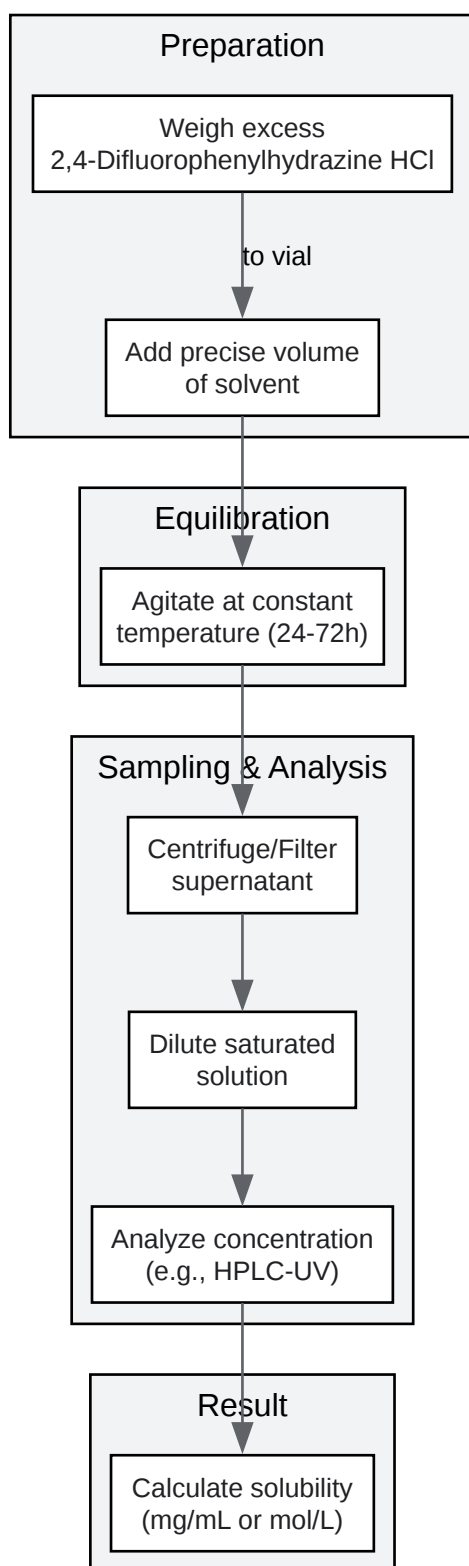 Preparation
Weigh excess
2,4-Difluorophenylhydrazine HCl
to vial
Add precise volume
of solvent
Equilibration
Agitate at constant
temperature (24-72h)
Sampling & Analysis
Centrifuge/Filter
supernatant
Dilute saturated
solution
Analyze concentration
(e.g., HPLC-UV)
Result
Calculate solubility
(mg/mL or mol/L)